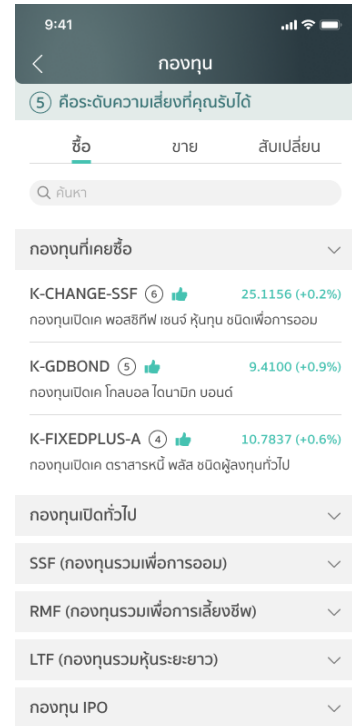 9:41
กองทุน
5 คือระดับความเสี่ยงที่คุณรับได้
ซื้อ ขาย สับเปลี่ยน
ค้นหา
กองทุนที่เคยซื้อ
K-CHANGE-SSF 6 25.1156 (+0.2%)
กองทุนเปิดเค พอสซิทีฟ เชนจ์ หุ้นทุน ชนิดเพื่อการออม
K-GDBOND 5 9.4100 (+0.9%)
กองทุนเปิดเค โกลบอล ไดนามิก บอนด์
K-FIXEDPLUS-A 4 10.7837 (+0.6%)
กองทุนเปิดเค ตราสารหนี้ พลัส ชนิดผู้ลงทุนทั่วไป
กองทุนเปิดทั่วไป
SSF (กองทุนรวมเพื่อการออม)
RMF (กองทุนรวมเพื่อการเลี้ยงชีพ)
LTF (กองทุนรวมหุ้นระยะยาว)
กองทุน IPO